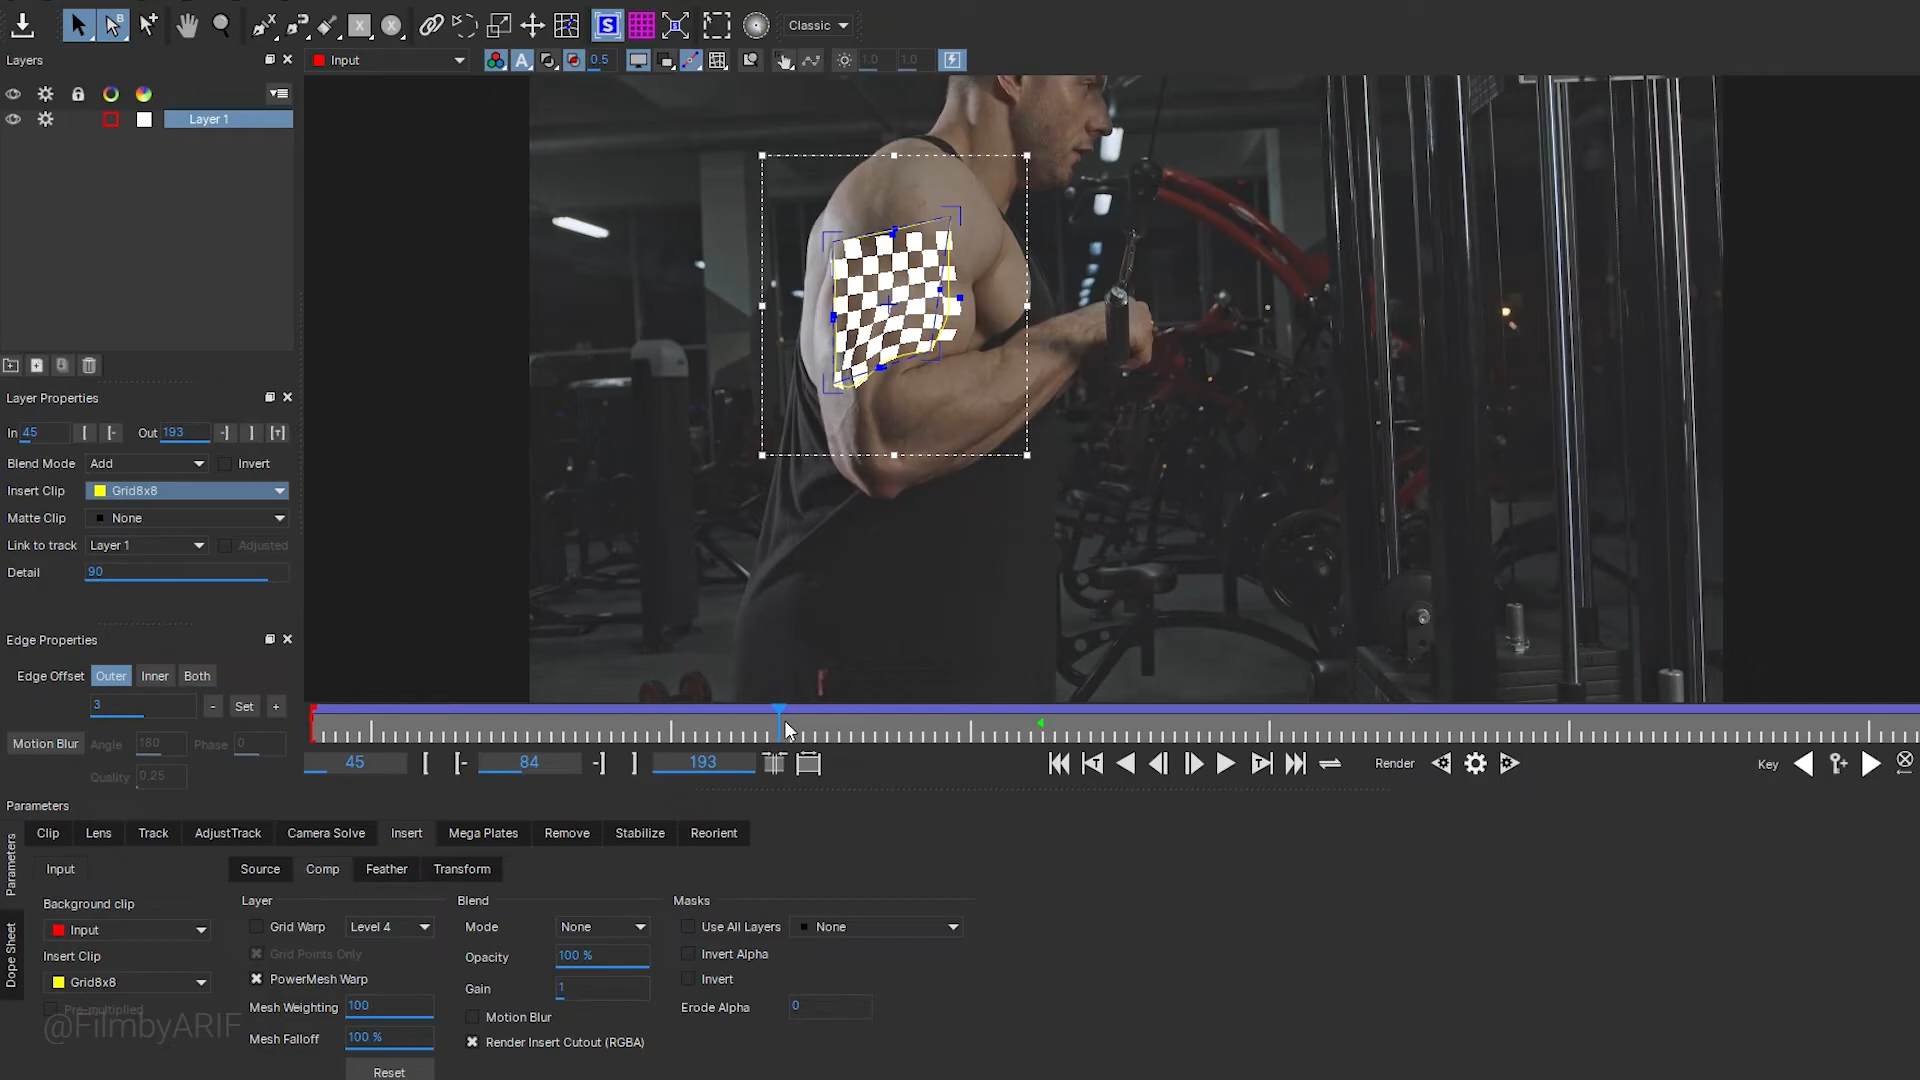 Classic
Layers
Input
A
0.5
1.0
1.0
Layer 1
Layer Properties
In 45 Out 193
Blend Mode Add Invert
Insert Clip Grid8x8
Matte Clip None
Link to track Layer 1 Adjusted
Detail 90
Edge Properties
Edge Offset Outer Inner Both
3 - Set +
Motion Blur Angle 180 Phase 0
Quality 0.25
45 [ [- 84 -] ] 193
Render
Key
Parameters
Parameters
Dope Sheet
Clip Lens Track AdjustTrack Camera Solve Insert Mega Plates Remove Stabilize Reorient
Input
Source Comp Feather Transform
Background clip
Input
Insert Clip
Grid8x8
Pre-multiplied
@FilmbyARIF
Layer
Grid Warp Level 4
Grid Points Only
PowerMesh Warp
Mesh Weighting 100
Mesh Falloff 100 %
Reset
Blend
Mode None
Opacity 100 %
Gain 1
Motion Blur
Render Insert Cutout (RGBA)
Masks
Use All Layers None
Invert Alpha
Invert
Erode Alpha 0